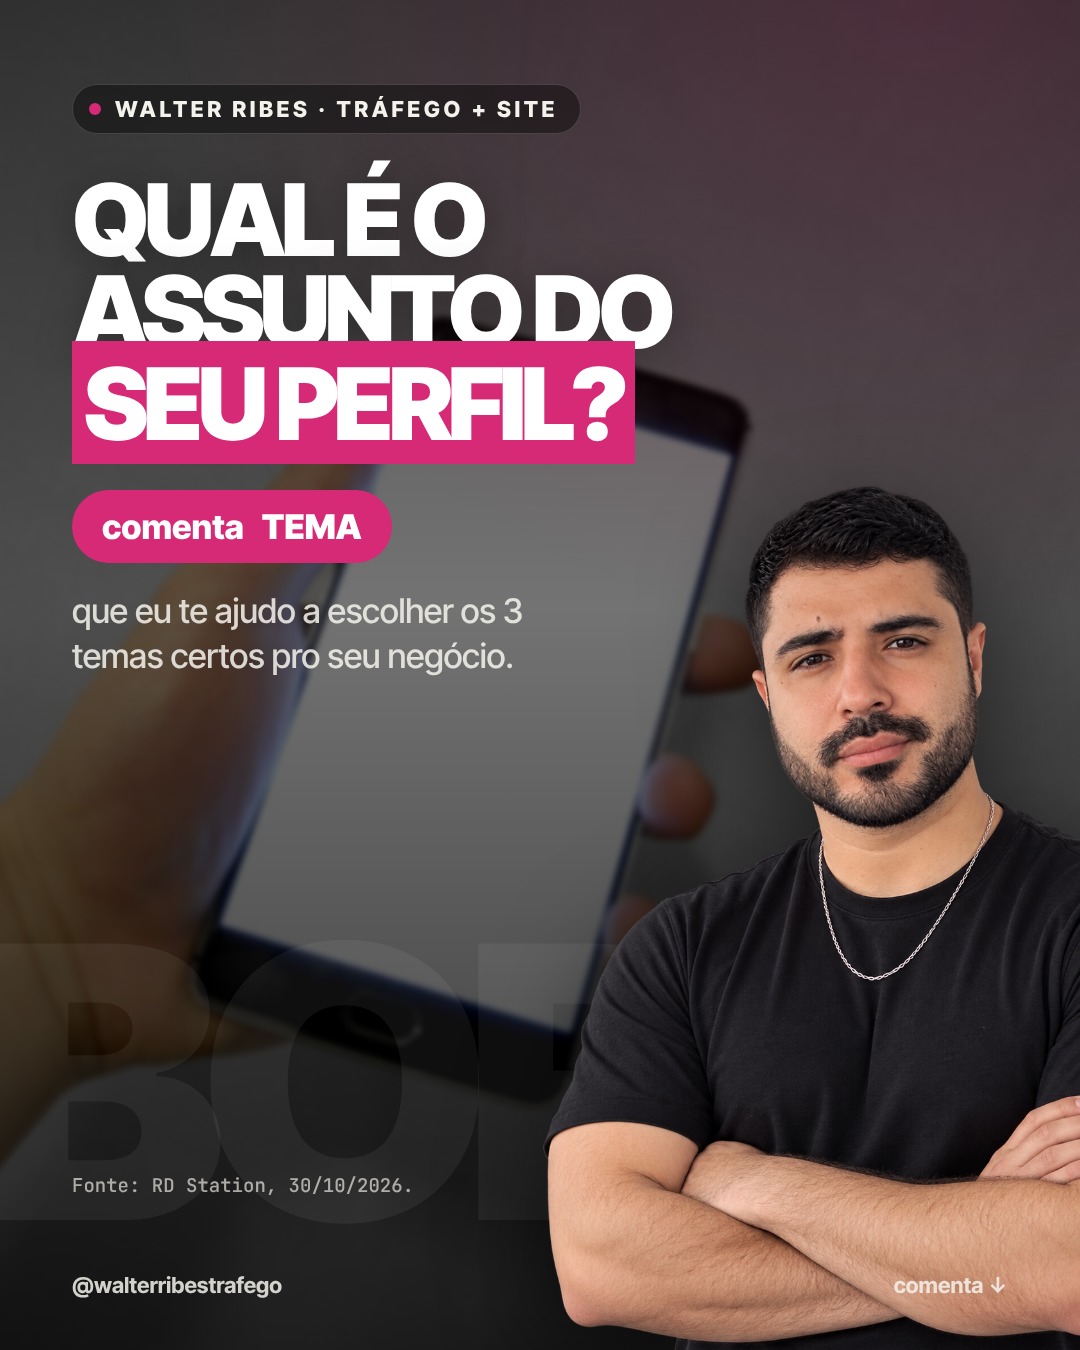 WALTER RIBES · TRÁFEGO + SITE
QUAL É O
ASSUNTO DO
SEU PERFIL?
comenta TEMA
que eu te ajudo a escolher os 3
temas certos pro seu negócio.
Fonte: RD Station, 30/10/2026.
@walterribestrafego
comenta ↓